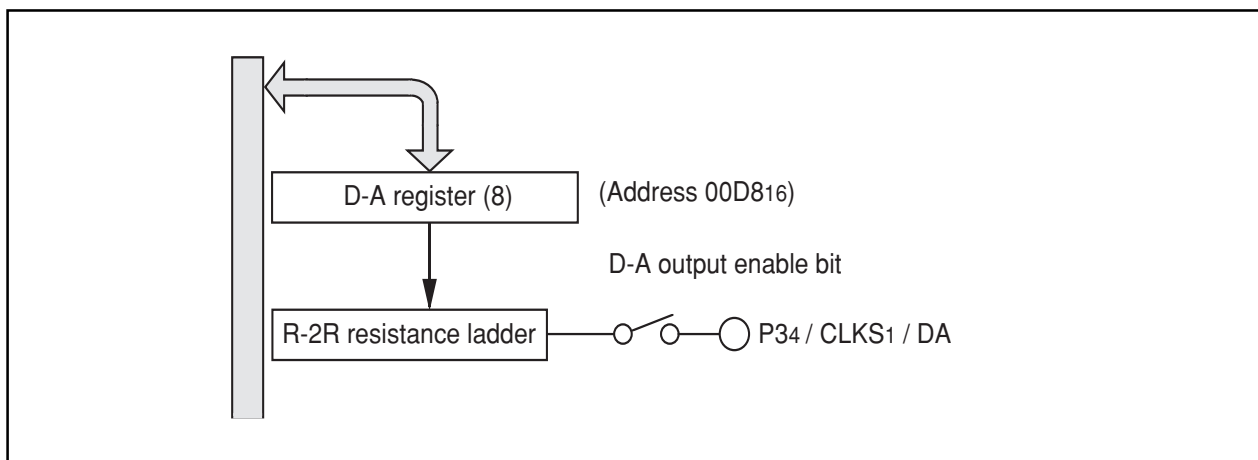 D-A register (8)
(Address 00D816)
D-A output enable bit
R-2R resistance ladder
P34 / CLKS1 / DA